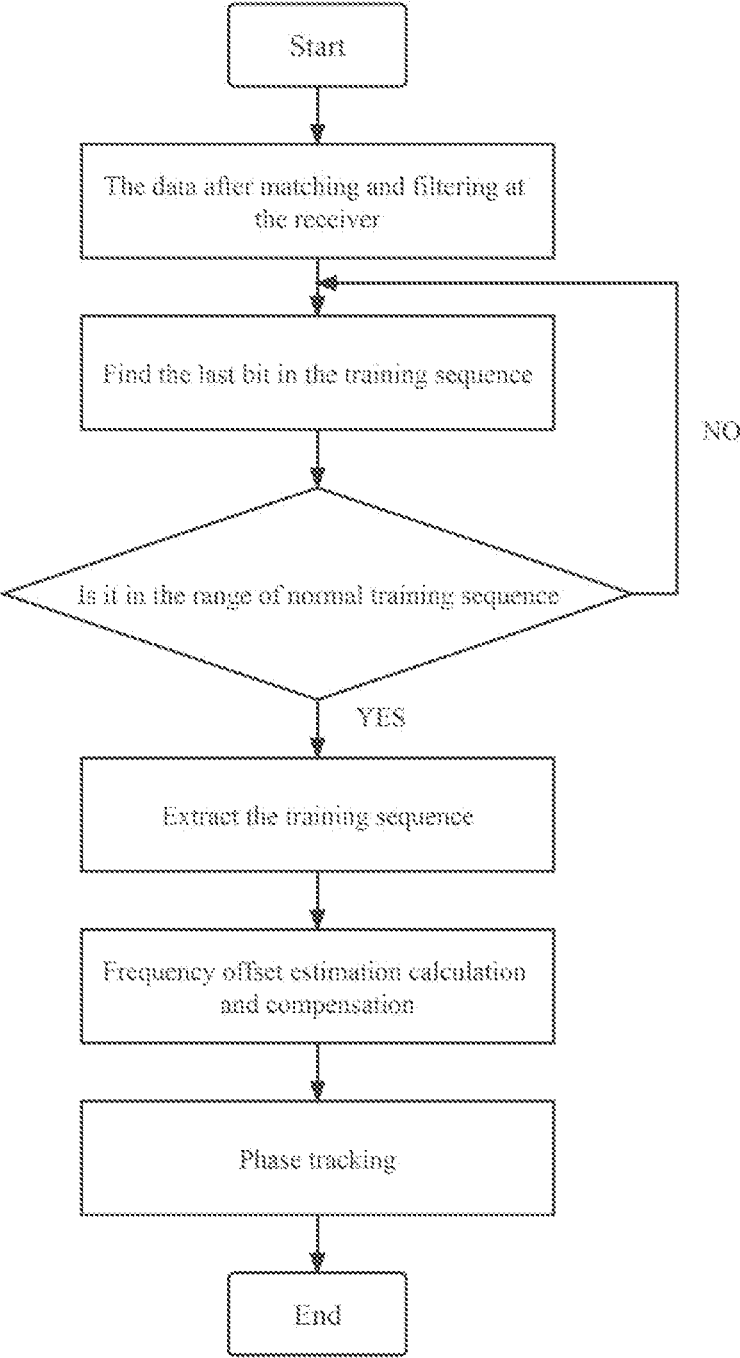 Start
The data after matching and filtering at
the receiver
Find the last bit in the training sequence
NO
Is it in the range of normal training sequence
YES
Extract the training sequence
Frequency offset estimation calculation
and compensation
Phase tracking
End